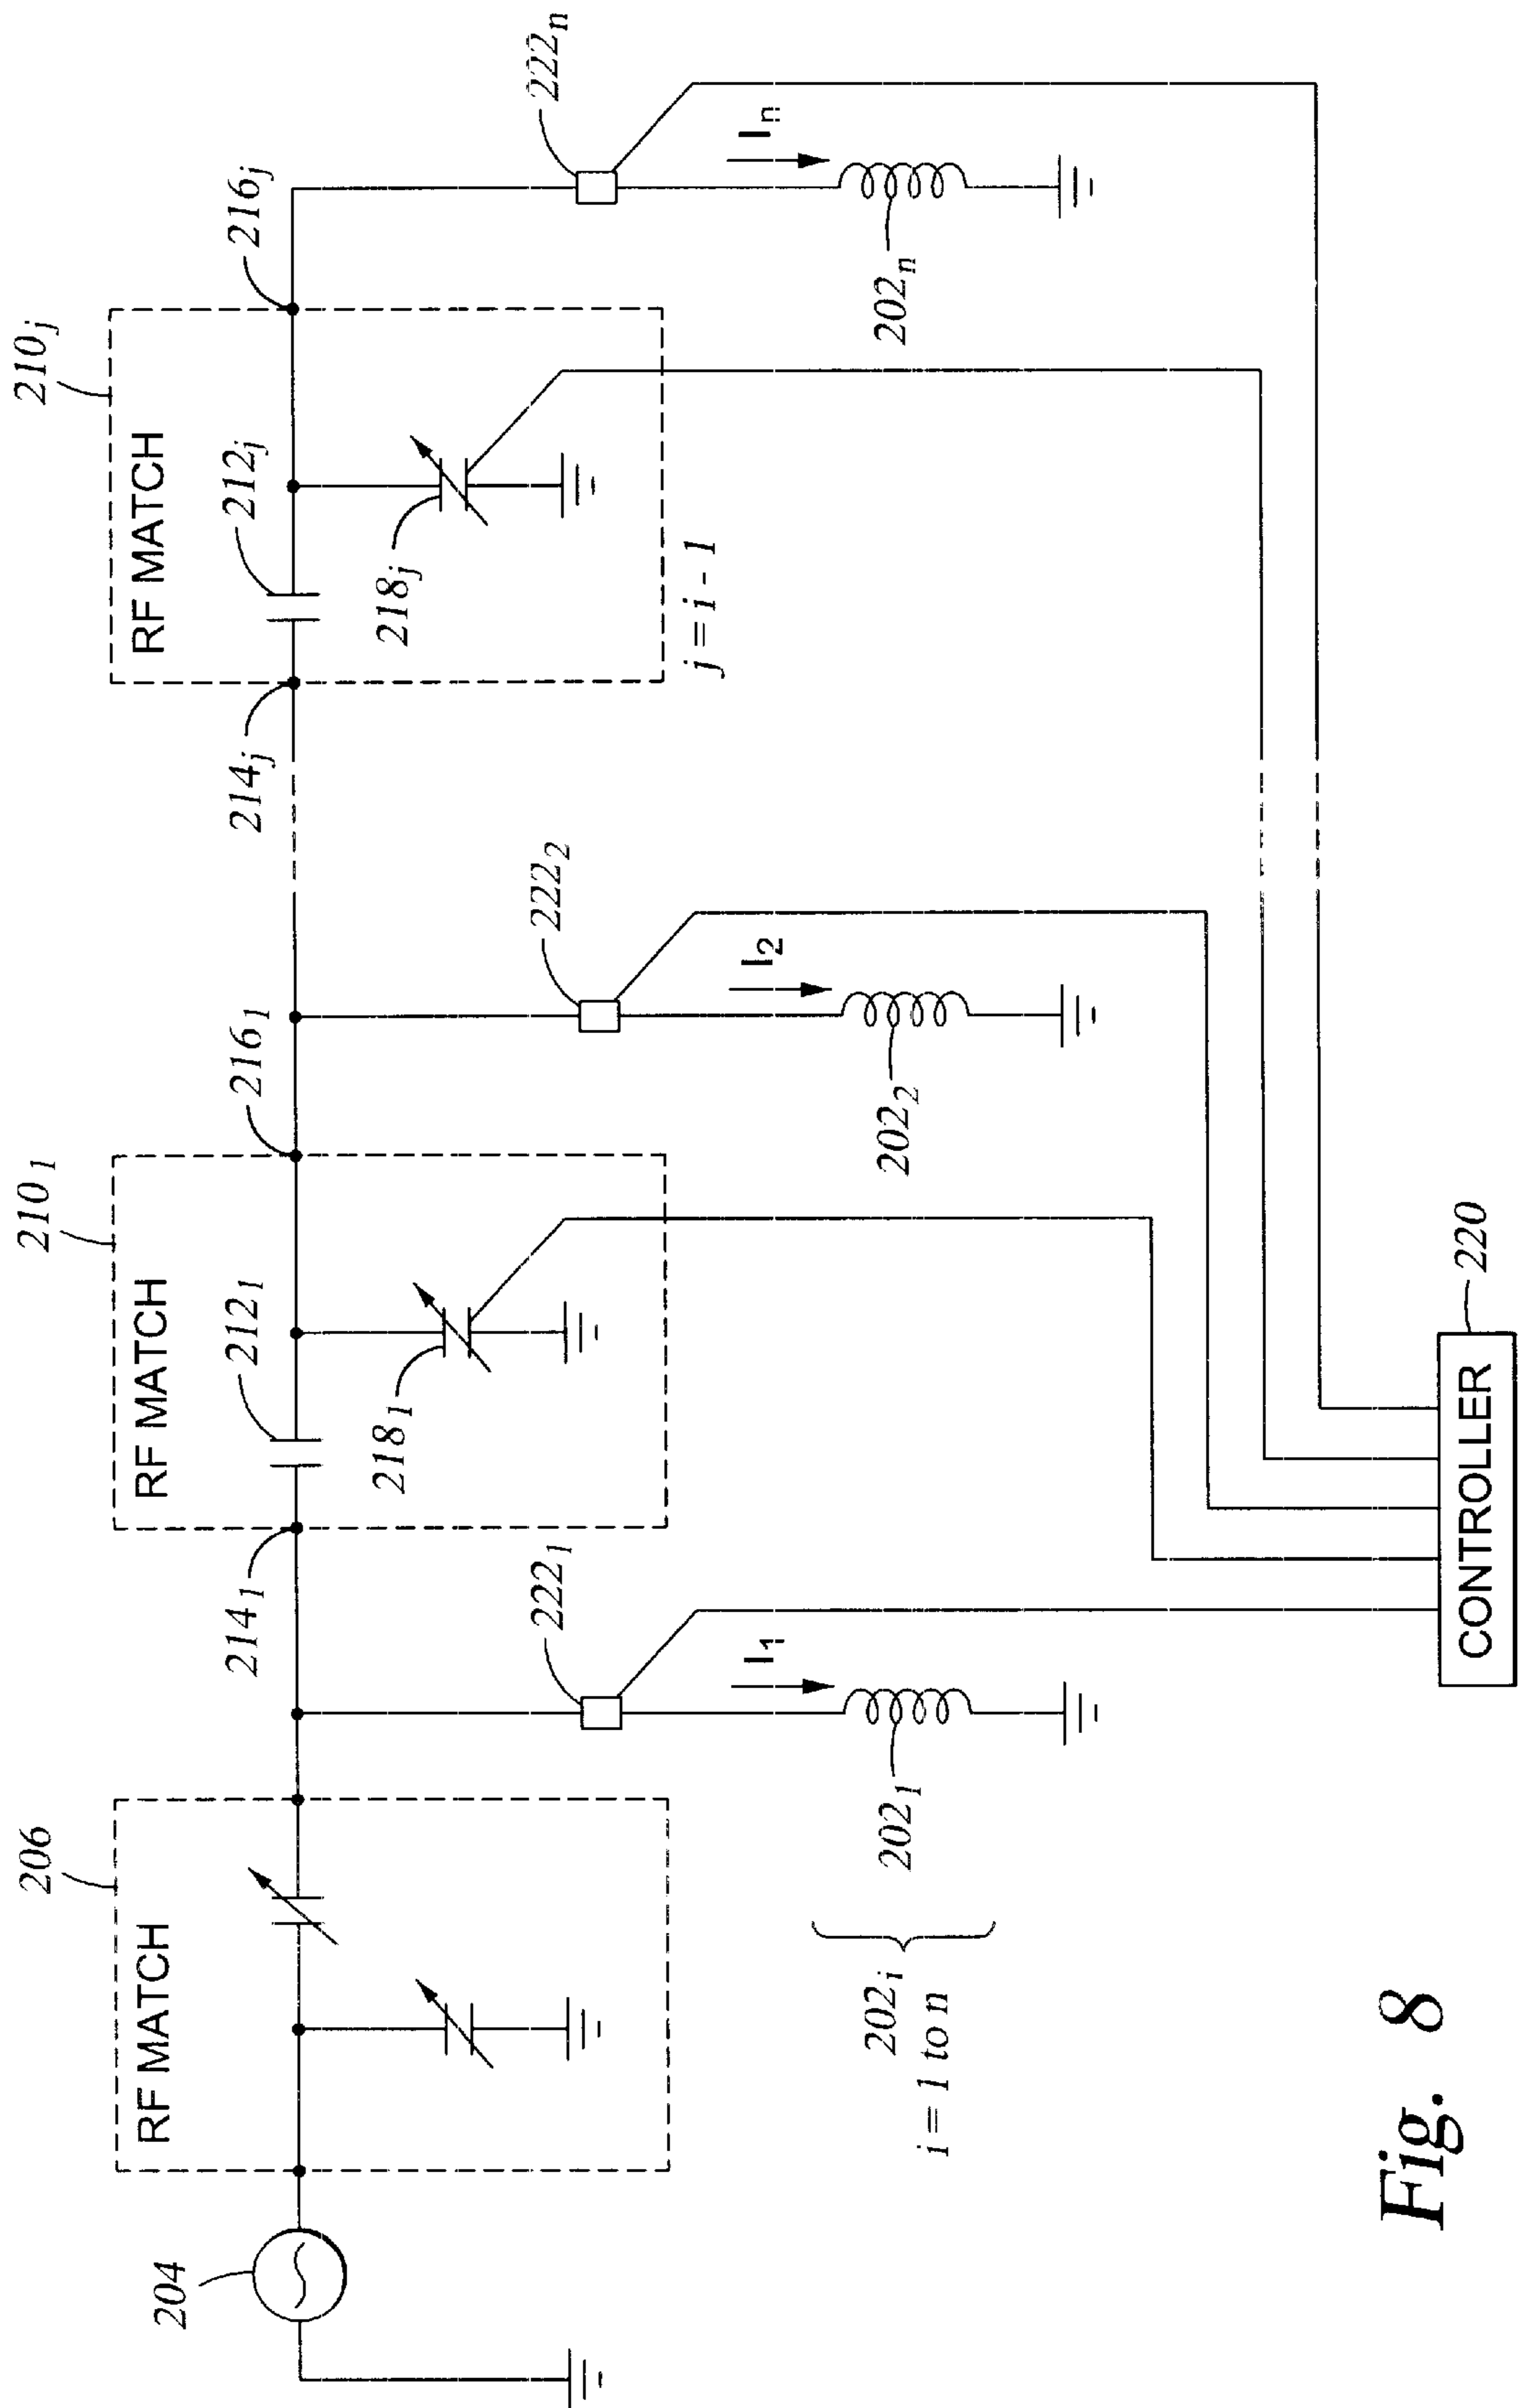 204
206
RF MATCH
202ᵢ
i = 1 to n
202₁
222₁
I₁
214₁
210₁
RF MATCH
212₁
218₁
216₁
222₂
I₂
202₂
214ⱼ
210ⱼ
RF MATCH
212ⱼ
218ⱼ
j = i - 1
216ⱼ
222ₙ
Iₙ
202ₙ
CONTROLLER
220
Fig. 8